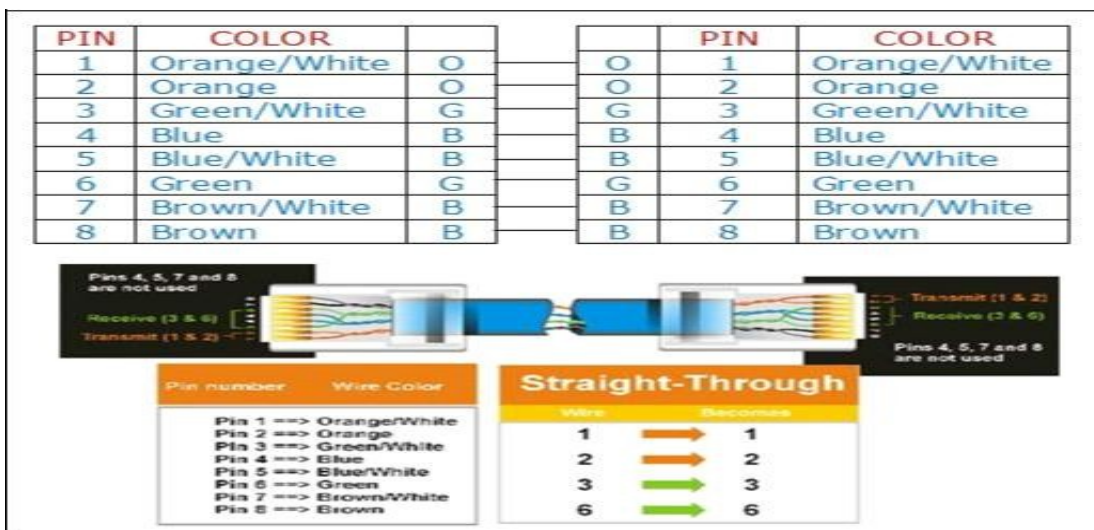 PIN COLOR PIN COLOR
1 Orange/White O O 1 Orange/White
2 Orange O O 2 Orange
3 Green/White G G 3 Green/White
4 Blue B B 4 Blue
5 Blue/White B B 5 Blue/White
6 Green G G 6 Green
7 Brown/White B B 7 Brown/White
8 Brown B B 8 Brown
Pins 4, 5, 7 and 8
are not used
Receive (3 & 6)
Transmit (1 & 2)
Transmit (1 & 2)
Receive (3 & 6)
Pins 4, 5, 7 and 8
are not used
Pin number Wire Color
Pin 1 ==> Orange/White
Pin 2 ==> Orange
Pin 3 ==> Green/White
Pin 4 ==> Blue
Pin 5 ==> Blue/White
Pin 6 ==> Green
Pin 7 ==> Brown/White
Pin 8 ==> Brown
Straight-Through
Wire Becomes
1 1
2 2
3 3
6 6